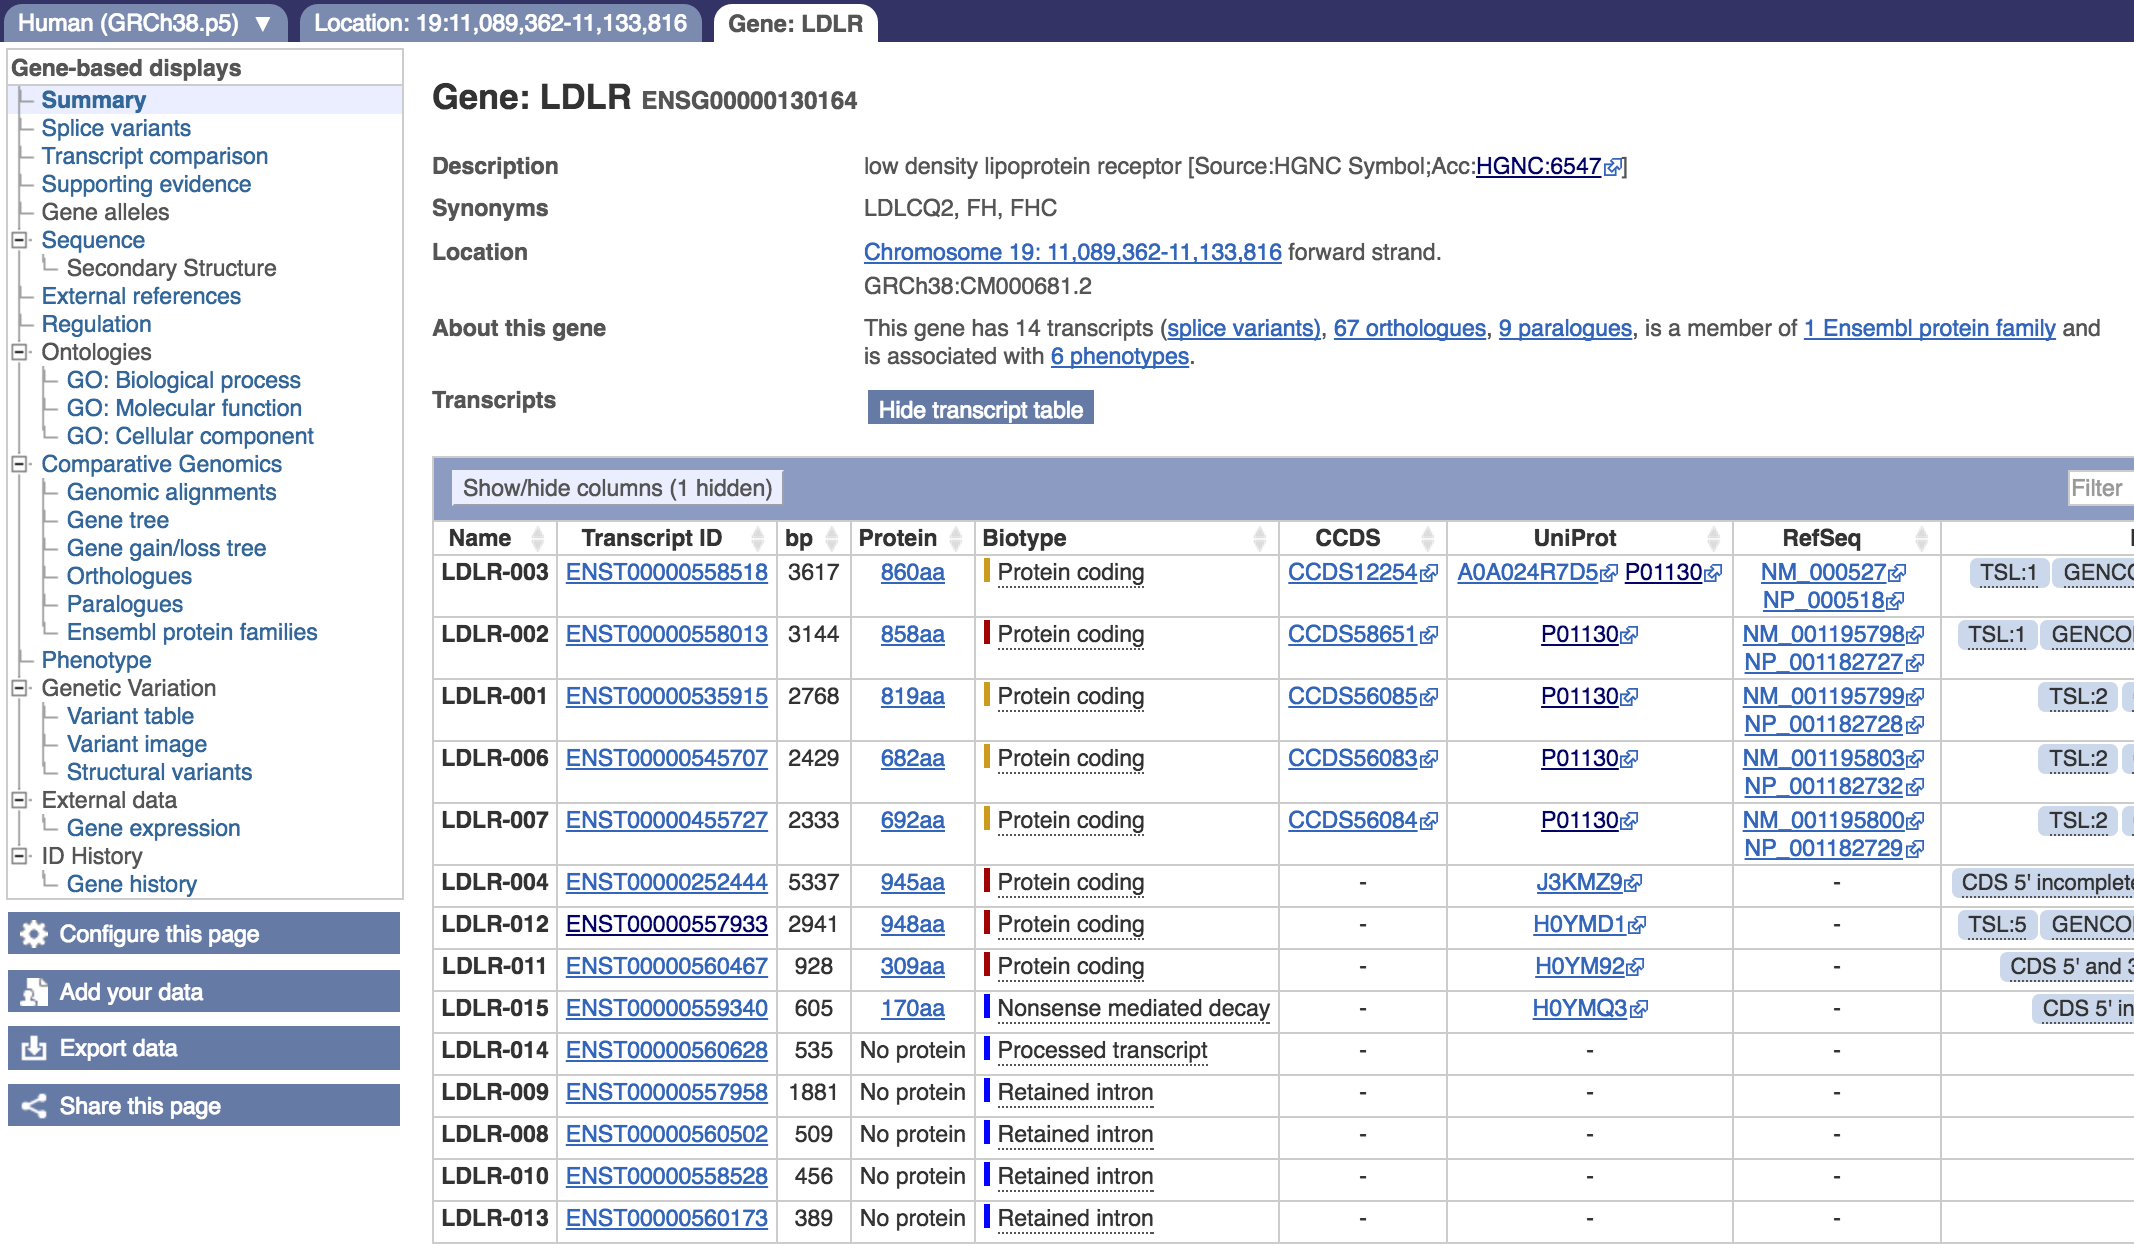 Human (GRCh38.p5) ▼ Location: 19:11,089,362-11,133,816 Gene: LDLR
Gene-based displays
Summary
Splice variants
Transcript comparison
Supporting evidence
Gene alleles
Sequence
Secondary Structure
External references
Regulation
Ontologies
GO: Biological process
GO: Molecular function
GO: Cellular component
Comparative Genomics
Genomic alignments
Gene tree
Gene gain/loss tree
Orthologues
Paralogues
Ensembl protein families
Phenotype
Genetic Variation
Variant table
Variant image
Structural variants
External data
Gene expression
ID History
Gene history
Configure this page
Add your data
Export data
Share this page
Gene: LDLR ENSG00000130164
Description low density lipoprotein receptor [Source:HGNC Symbol;Acc:HGNC:6547]
Synonyms LDLCQ2, FH, FHC
Location Chromosome 19: 11,089,362-11,133,816 forward strand.
GRCh38:CM000681.2
About this gene This gene has 14 transcripts (splice variants), 67 orthologues, 9 paralogues, is a member of 1 Ensembl protein family and
is associated with 6 phenotypes.
Transcripts Hide transcript table
Show/hide columns (1 hidden) Filter
Name Transcript ID bp Protein Biotype CCDS UniProt RefSeq
LDLR-003 ENST00000558518 3617 860aa Protein coding CCDS12254 A0A024R7D5 P01130 NM_000527 TSL:1 GENCO
NP_000518
LDLR-002 ENST00000558013 3144 858aa Protein coding CCDS58651 P01130 NM_001195798 TSL:1 GENCO
NP_001182727
LDLR-001 ENST00000535915 2768 819aa Protein coding CCDS56085 P01130 NM_001195799 TSL:2
NP_001182728
LDLR-006 ENST00000545707 2429 682aa Protein coding CCDS56083 P01130 NM_001195803 TSL:2
NP_001182732
LDLR-007 ENST00000455727 2333 692aa Protein coding CCDS56084 P01130 NM_001195800 TSL:2
NP_001182729
LDLR-004 ENST00000252444 5337 945aa Protein coding - J3KMZ9 - CDS 5' incomplete
LDLR-012 ENST00000557933 2941 948aa Protein coding - H0YMD1 - TSL:5 GENCO
LDLR-011 ENST00000560467 928 309aa Protein coding - H0YM92 - CDS 5' and 3
LDLR-015 ENST00000559340 605 170aa Nonsense mediated decay - H0YMQ3 - CDS 5' in
LDLR-014 ENST00000560628 535 No protein Processed transcript - - -
LDLR-009 ENST00000557958 1881 No protein Retained intron - - -
LDLR-008 ENST00000560502 509 No protein Retained intron - - -
LDLR-010 ENST00000558528 456 No protein Retained intron - - -
LDLR-013 ENST00000560173 389 No protein Retained intron - - -